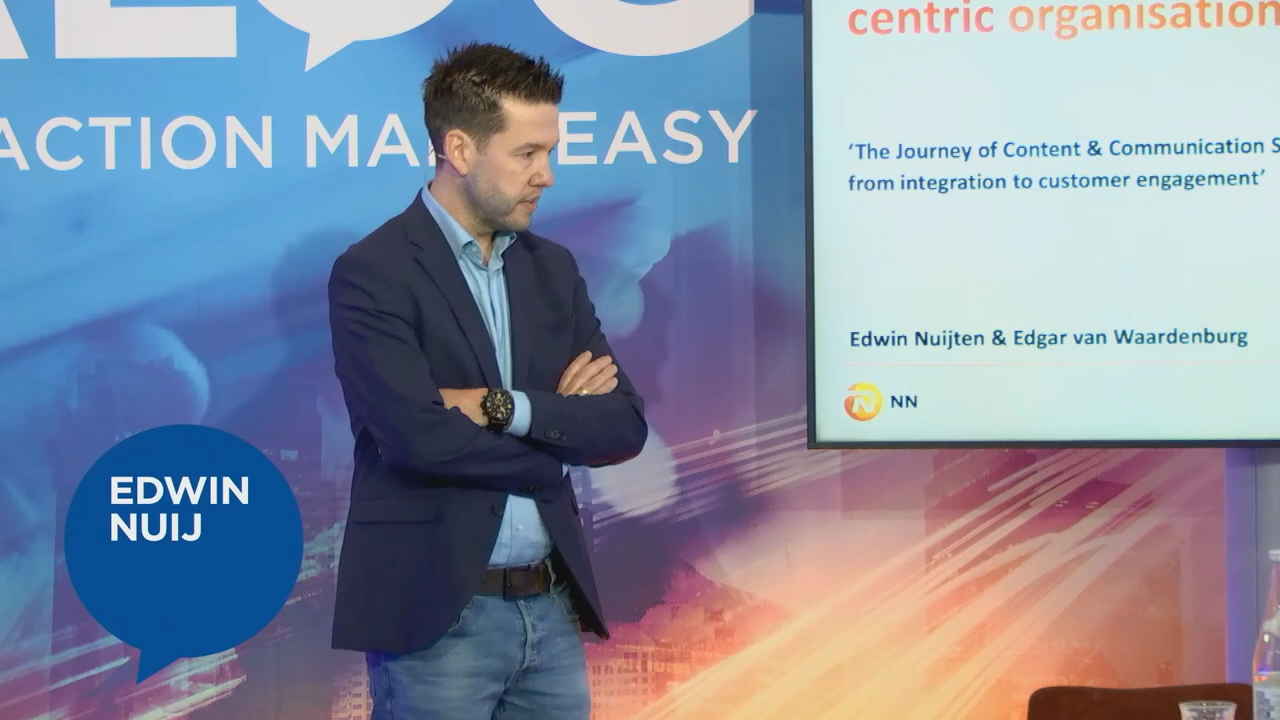 ACTION MA EASY
centric organisation
‘The Journey of Content & Communication S
from integration to customer engagement’
Edwin Nuijten & Edgar van Waardenburg
NN
EDWIN
NUIJ